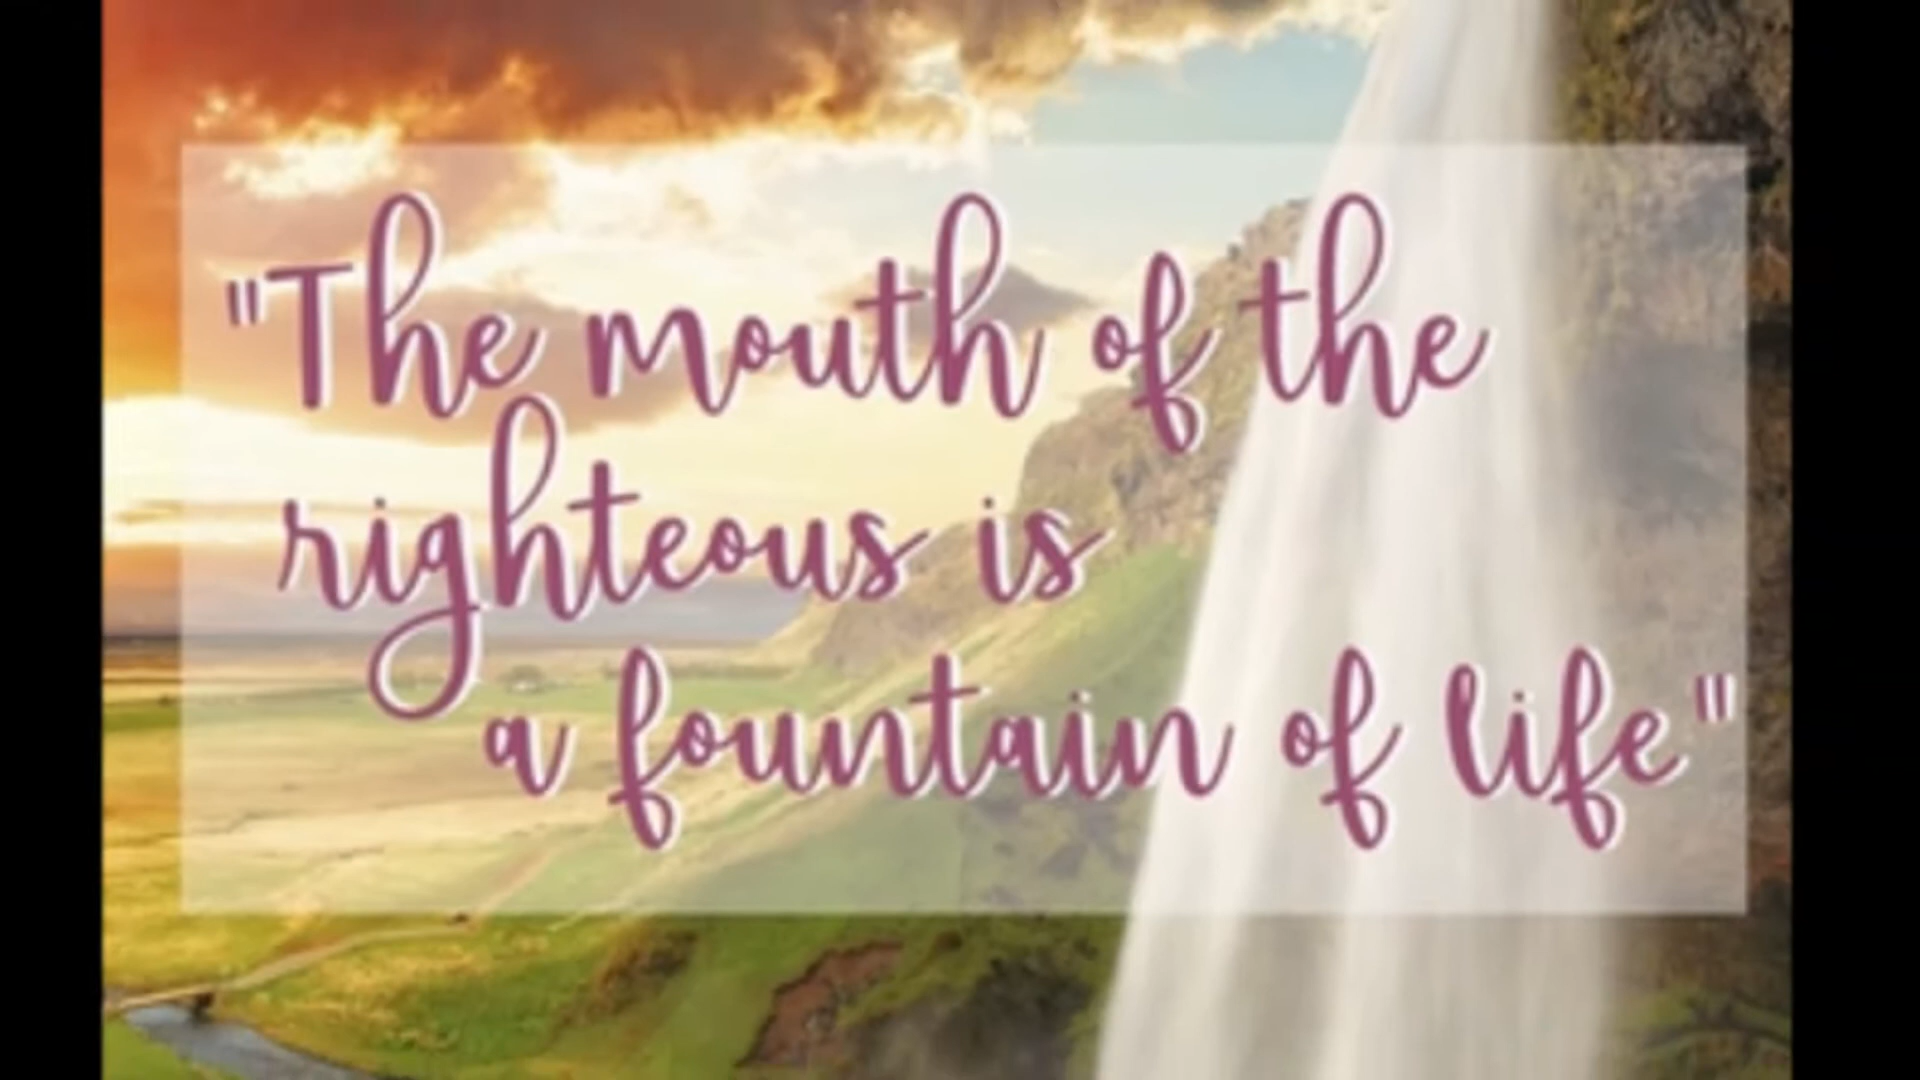 "The mouth of the
righteous is
a fountain of life"